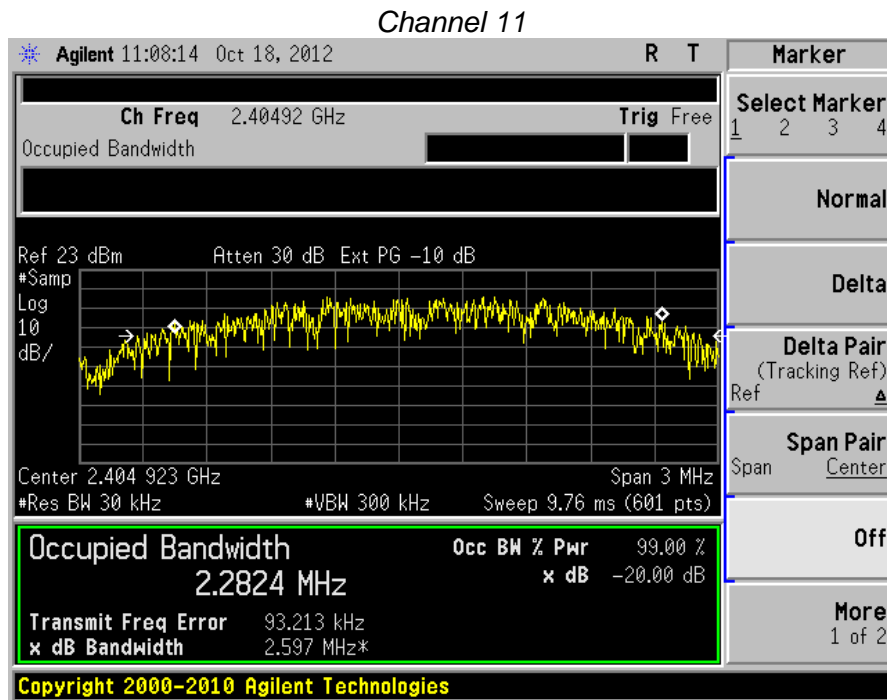 Channel 11
Agilent 11:08:14 Oct 18, 2012 R T
Marker
Ch Freq 2.40492 GHz Trig Free
Occupied Bandwidth
Select Marker
1 2 3 4
Normal
Delta
Delta Pair
(Tracking Ref)
Ref Δ
Span Pair
Span Center
Off
More
1 of 2
Ref 23 dBm Atten 30 dB Ext PG -10 dB
#Samp
Log
10
dB/
Center 2.404 923 GHz Span 3 MHz
#Res BW 30 kHz #VBW 300 kHz Sweep 9.76 ms (601 pts)
Occupied Bandwidth Occ BW % Pwr 99.00 %
2.2824 MHz x dB -20.00 dB
Transmit Freq Error 93.213 kHz
x dB Bandwidth 2.597 MHz*
Copyright 2000-2010 Agilent Technologies